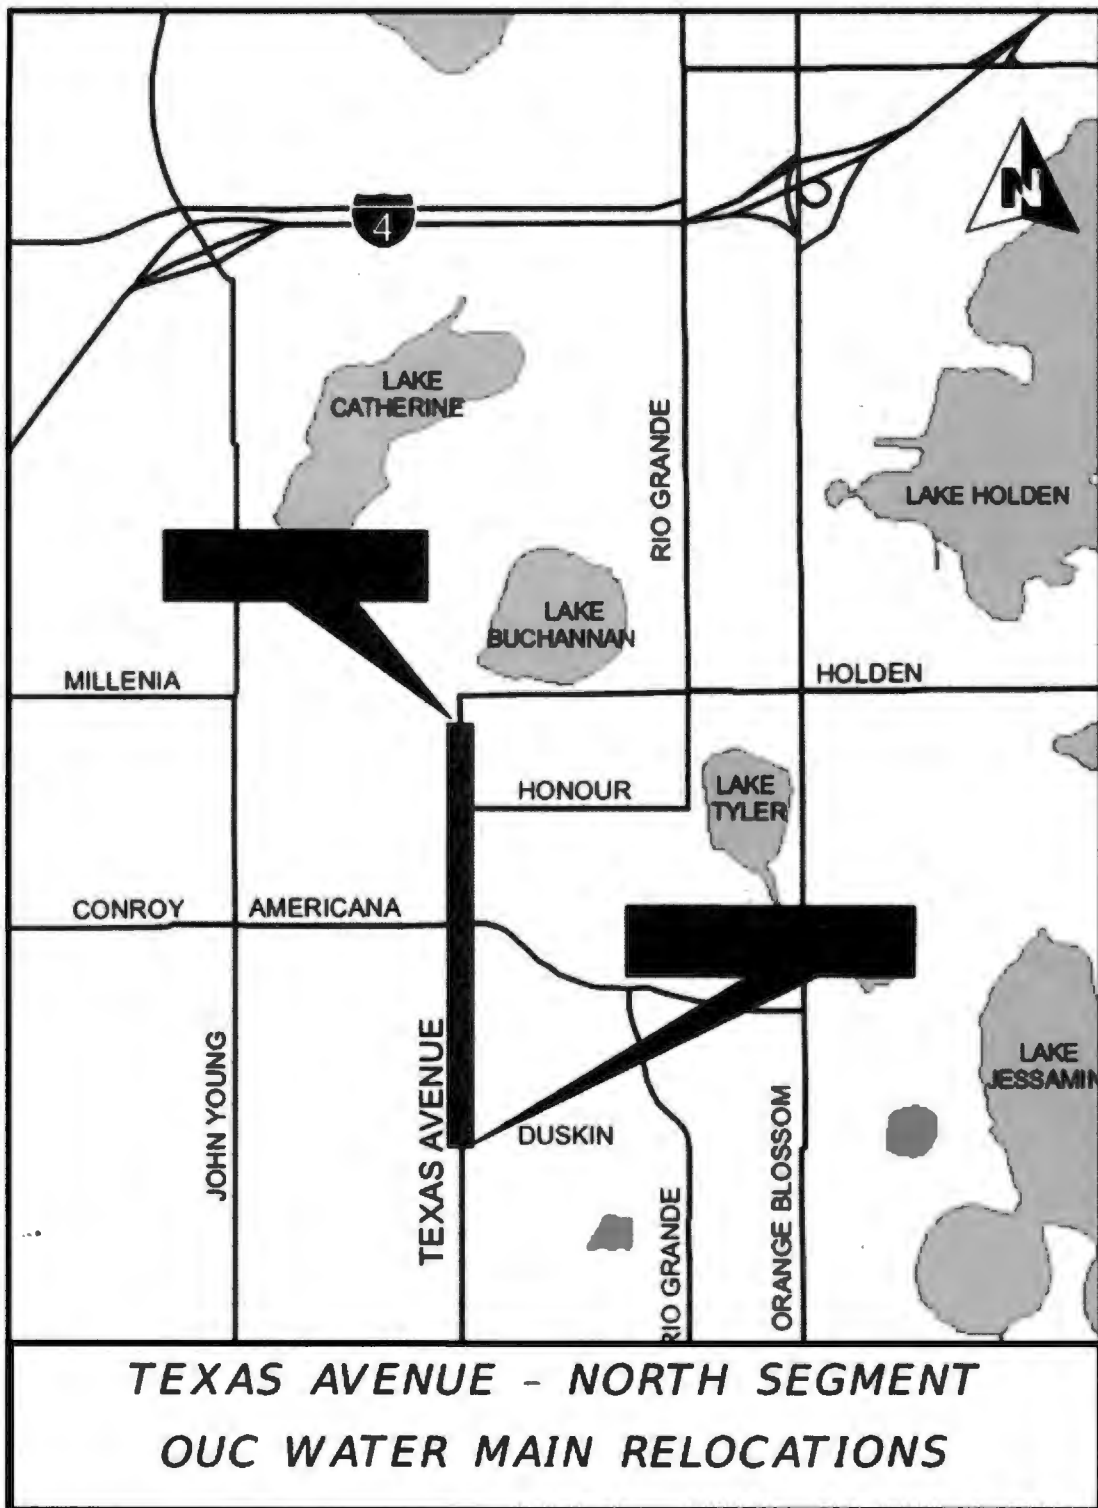 4
N
LAKE
CATHERINE
RIO GRANDE
LAKE HOLDEN
LAKE
BUCHANNAN
MILLENIA
HOLDEN
HONOUR
LAKE
TYLER
CONROY
AMERICANA
JOHN YOUNG
TEXAS AVENUE
DUSKIN
RIO GRANDE
ORANGE BLOSSOM
LAKE
JESSAMIN
TEXAS AVENUE - NORTH SEGMENT
OUC WATER MAIN RELOCATIONS